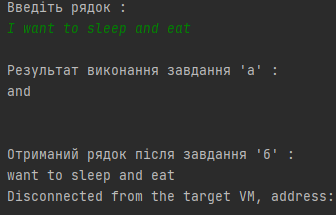 Введіть рядок :
I want to sleep and eat
Результат виконання завдання 'а' :
and
Отриманий рядок після завдання 'б' :
want to sleep and eat
Disconnected from the target VM, address: